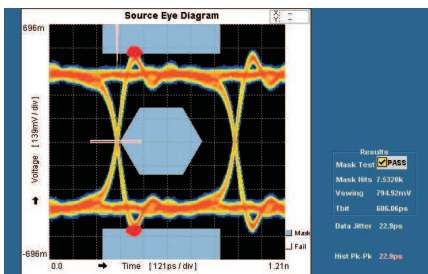 Source Eye Diagram
X: --
Y: --
696m
Voltage [139mV / div]
-696m
0.0
Time [121ps / div]
1.21n
Mask
Fail
Results
Mask Test PASS
Mask Hits 7.5320k
Vswing 794.92mV
Tbit 606.06ps
Data Jitter 22.9ps
Hist Pk-Pk 22.9ps